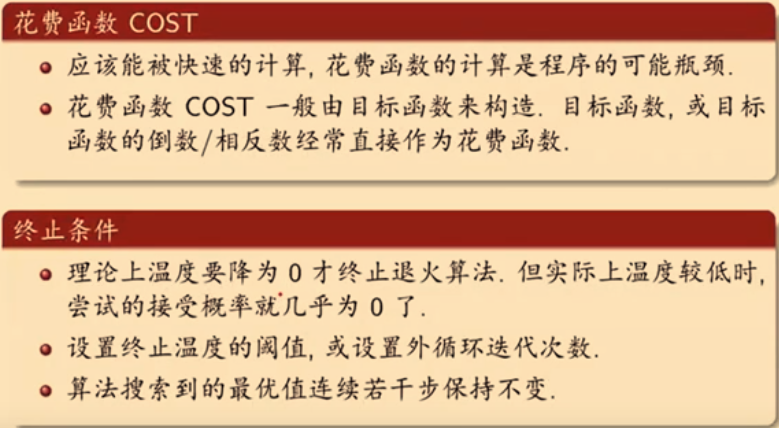 花费函数 COST
应该能被快速的计算, 花费函数的计算是程序的可能瓶颈.
花费函数 COST 一般由目标函数来构造. 目标函数, 或目标
函数的倒数/相反数经常直接作为花费函数.
终止条件
理论上温度要降为 0 才终止退火算法. 但实际上温度较低时,
尝试的接受概率就几乎为 0 了.
设置终止温度的阈值, 或设置外循环迭代次数.
算法搜索到的最优值连续若干步保持不变.